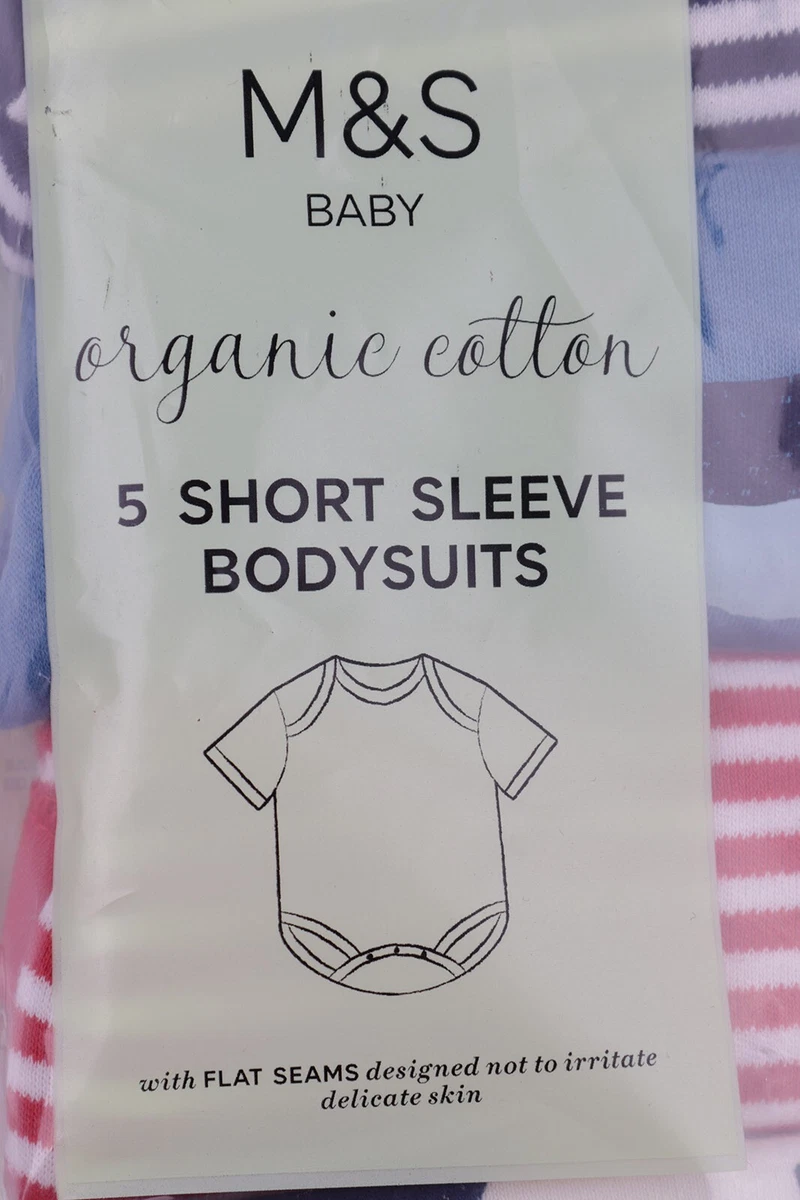 M&S
BABY
organic cotton
5 SHORT SLEEVE
BODYSUITS
with FLAT SEAMS designed not to irritate
delicate skin